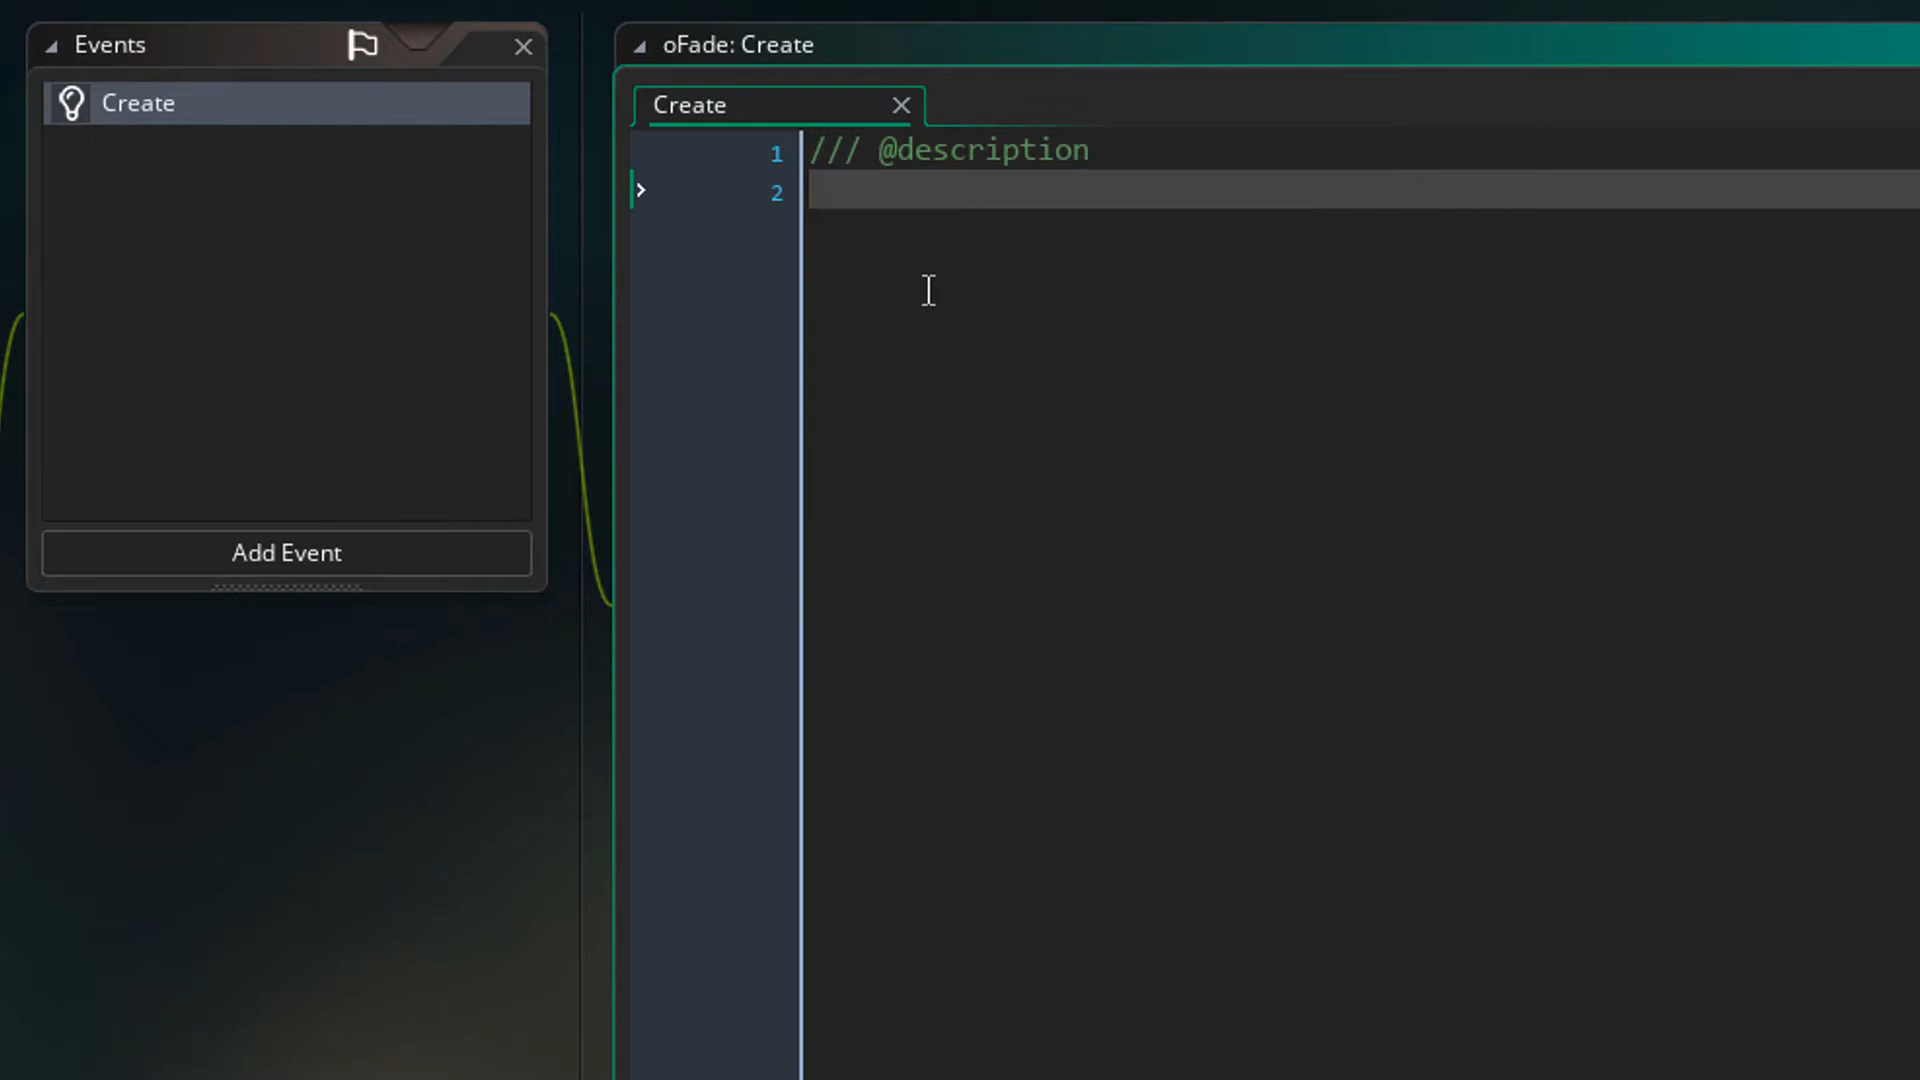 Events
Create
Add Event
oFade: Create
Create
1
/// @description
2